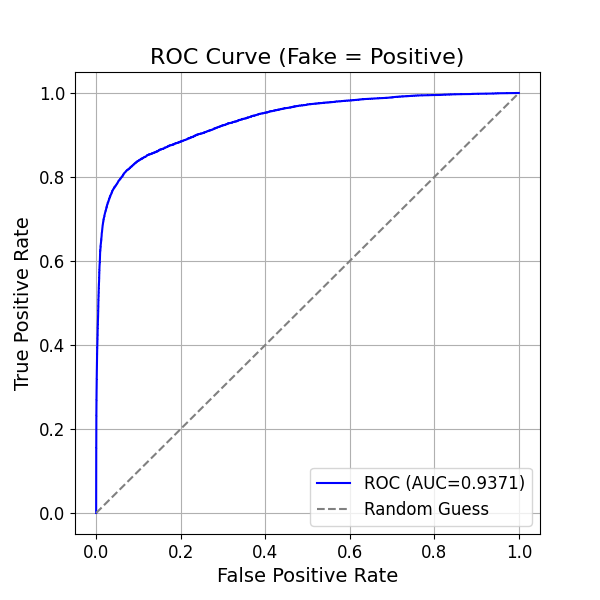 ROC Curve (Fake = Positive)
True Positive Rate
1.0
0.8
0.6
0.4
0.2
0.0
0.0 0.2 0.4 0.6 0.8 1.0
False Positive Rate
ROC (AUC=0.9371)
Random Guess